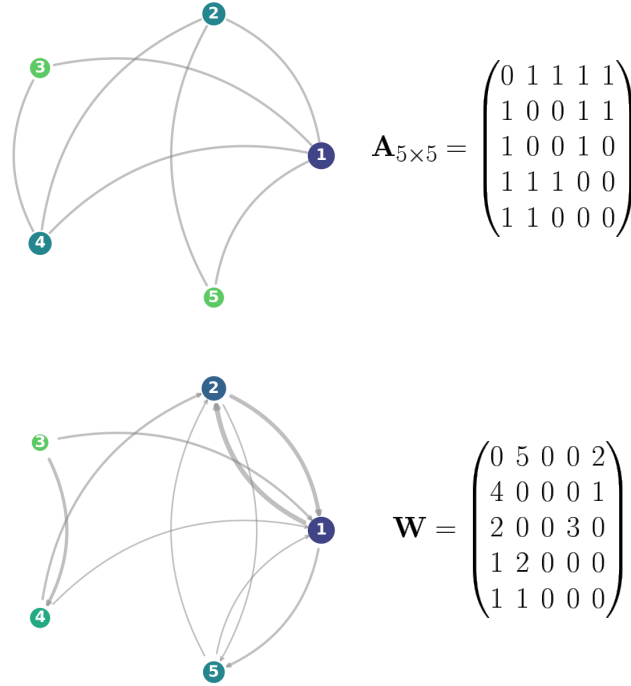 2
3
1
4
5
A5×5 =
0 1 1 1 1
1 0 0 1 1
1 0 0 1 0
1 1 1 0 0
1 1 0 0 0
2
3
1
4
5
W =
0 5 0 0 2
4 0 0 0 1
2 0 0 3 0
1 2 0 0 0
1 1 0 0 0